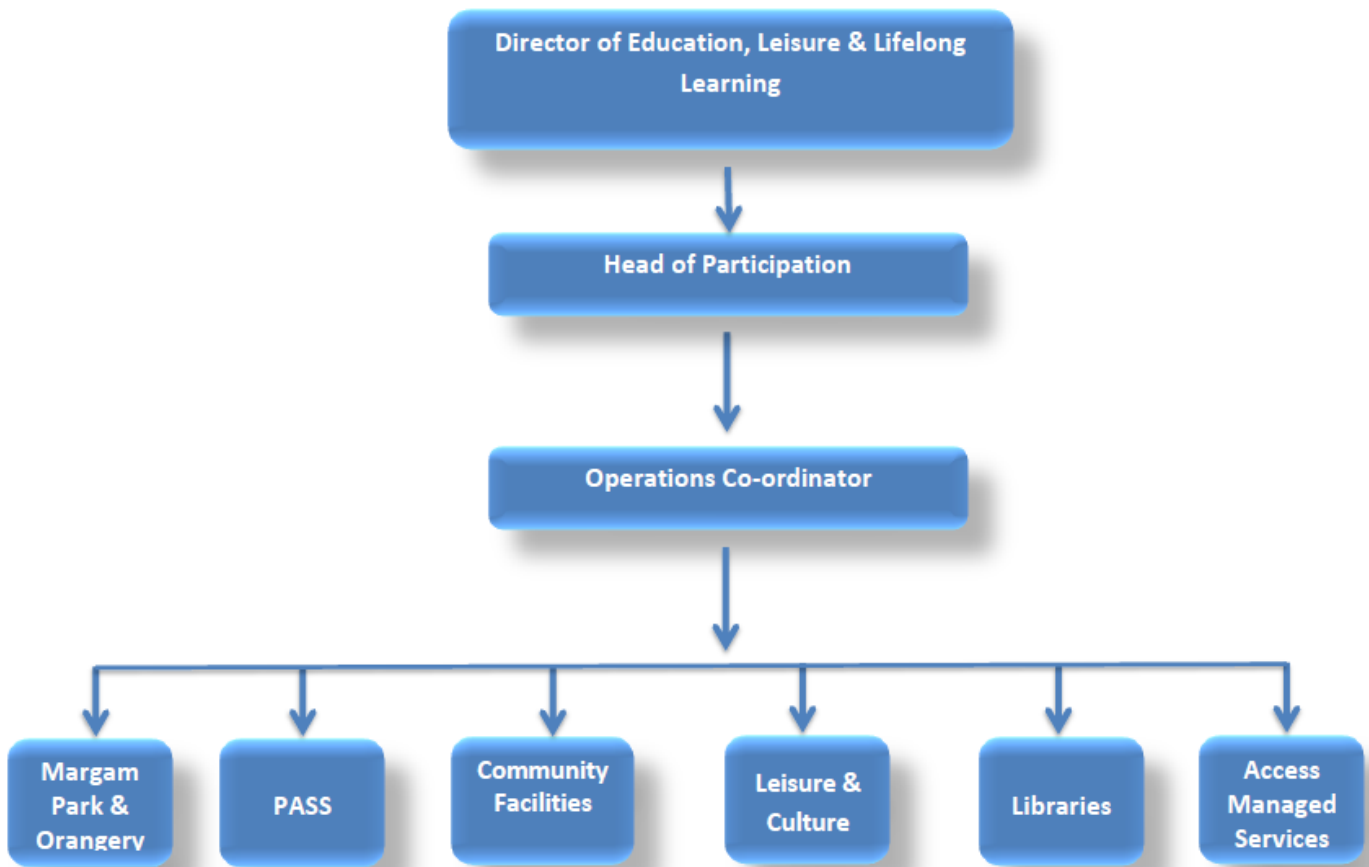 Director of Education, Leisure & Lifelong
Learning
Head of Participation
Operations Co-ordinator
Margam
Park &
Orangery
PASS
Community
Facilities
Leisure &
Culture
Libraries
Access
Managed
Services